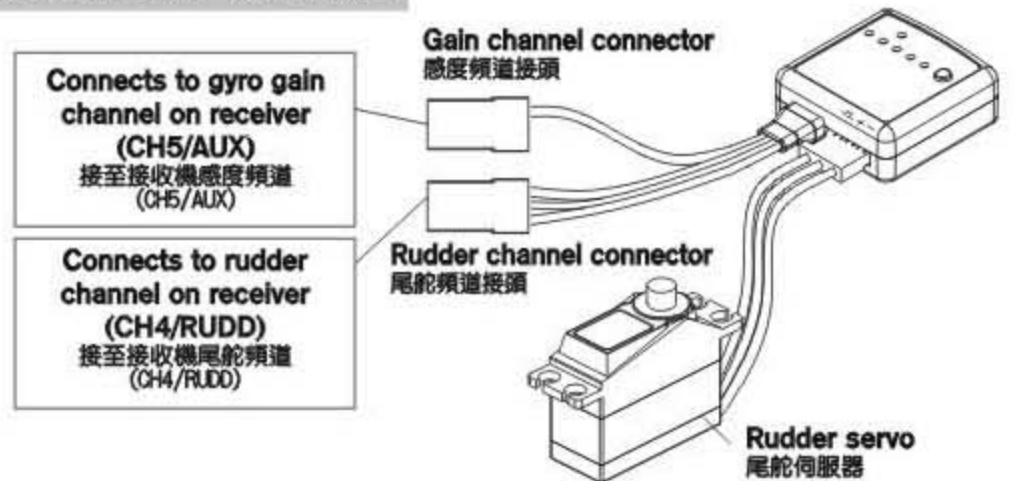 Gain channel connector
感度頻道接頭
Connects to gyro gain
channel on receiver
(CH5/AUX)
接至接收機感度頻道
(CH5/AUX)
Rudder channel connector
尾舵頻道接頭
Connects to rudder
channel on receiver
(CH4/RUDD)
接至接收機尾舵頻道
(CH4/RUDD)
Rudder servo
尾舵伺服器